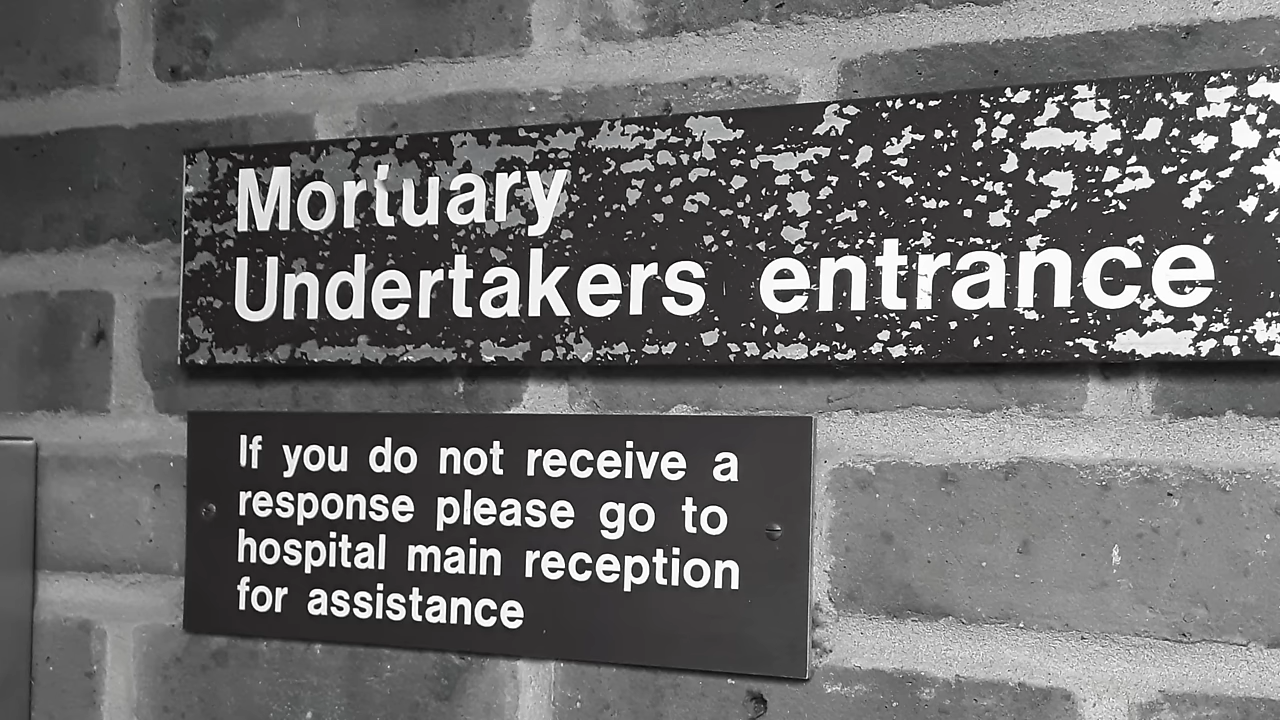 Mortuary
Undertakers entrance
If you do not receive a
response please go to
hospital main reception
for assistance